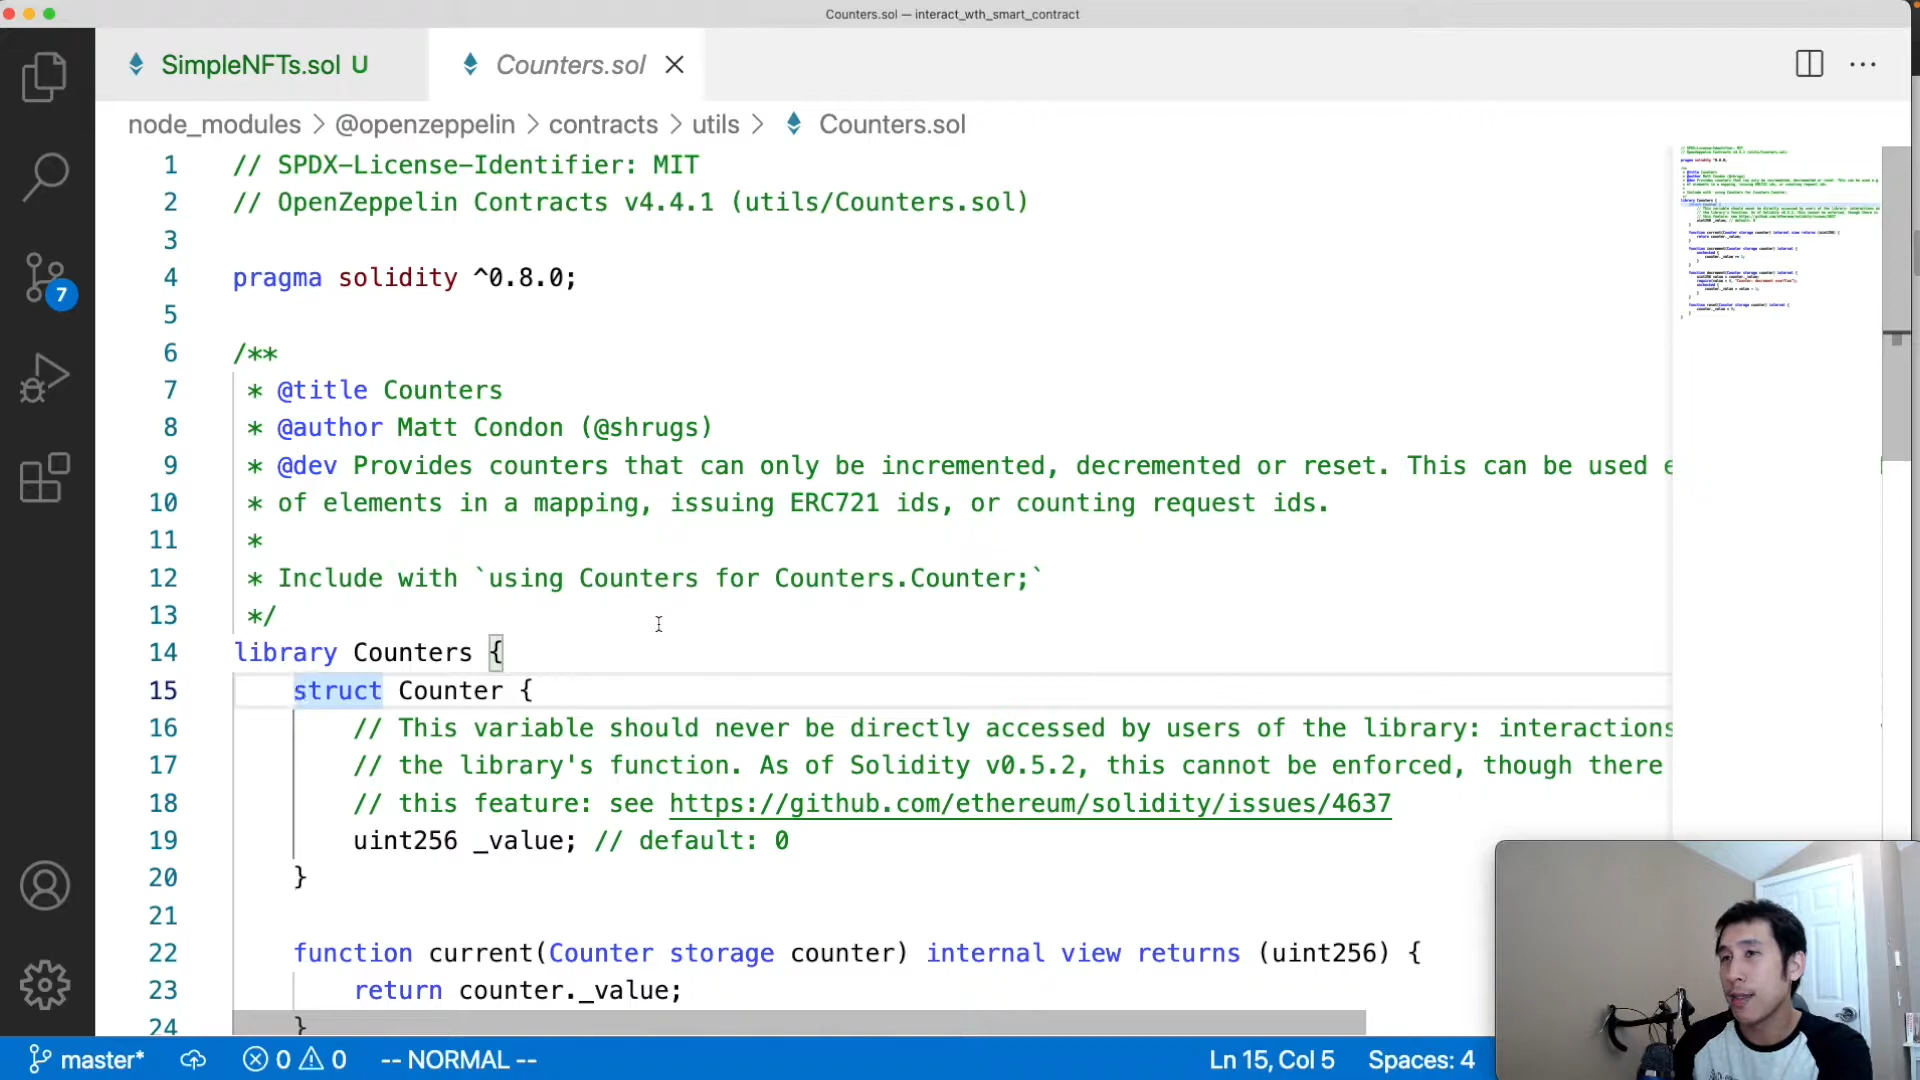 Counters.sol — interact_wth_smart_contract
SimpleNFTs.sol U
Counters.sol
node_modules > @openzeppelin > contracts > utils > Counters.sol
1 // SPDX-License-Identifier: MIT
2 // OpenZeppelin Contracts v4.4.1 (utils/Counters.sol)
3
4 pragma solidity ^0.8.0;
5
6 /**
7 * @title Counters
8 * @author Matt Condon (@shrugs)
9 * @dev Provides counters that can only be incremented, decremented or reset. This can be used e
10 * of elements in a mapping, issuing ERC721 ids, or counting request ids.
11 *
12 * Include with `using Counters for Counters.Counter;`
13 */
14 library Counters {
15 struct Counter {
16 // This variable should never be directly accessed by users of the library: interactions
17 // the library's function. As of Solidity v0.5.2, this cannot be enforced, though there
18 // this feature: see https://github.com/ethereum/solidity/issues/4637
19 uint256 _value; // default: 0
20 }
21
22 function current(Counter storage counter) internal view returns (uint256) {
23 return counter._value;
24 }
7
master* 0 0 -- NORMAL -- Ln 15, Col 5 Spaces: 4